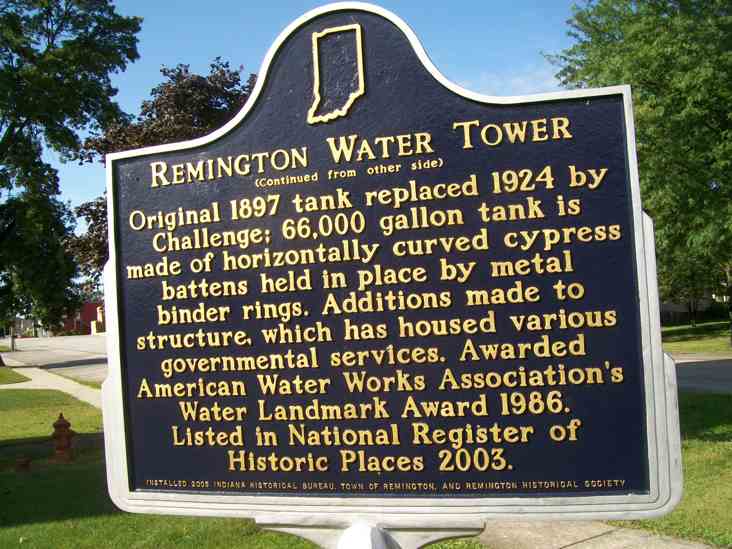 REMINGTON WATER TOWER
(Continued from other side)
Original 1897 tank replaced 1924 by
Challenge; 66,000 gallon tank is
made of horizontally curved cypress
battens held in place by metal
binder rings. Additions made to
structure, which has housed various
governmental services. Awarded
American Water Works Association's
Water Landmark Award 1986.
Listed in National Register of
Historic Places 2003.
INSTALLED 2005 INDIANA HISTORICAL BUREAU, TOWN OF REMINGTON, AND REMINGTON HISTORICAL SOCIETY